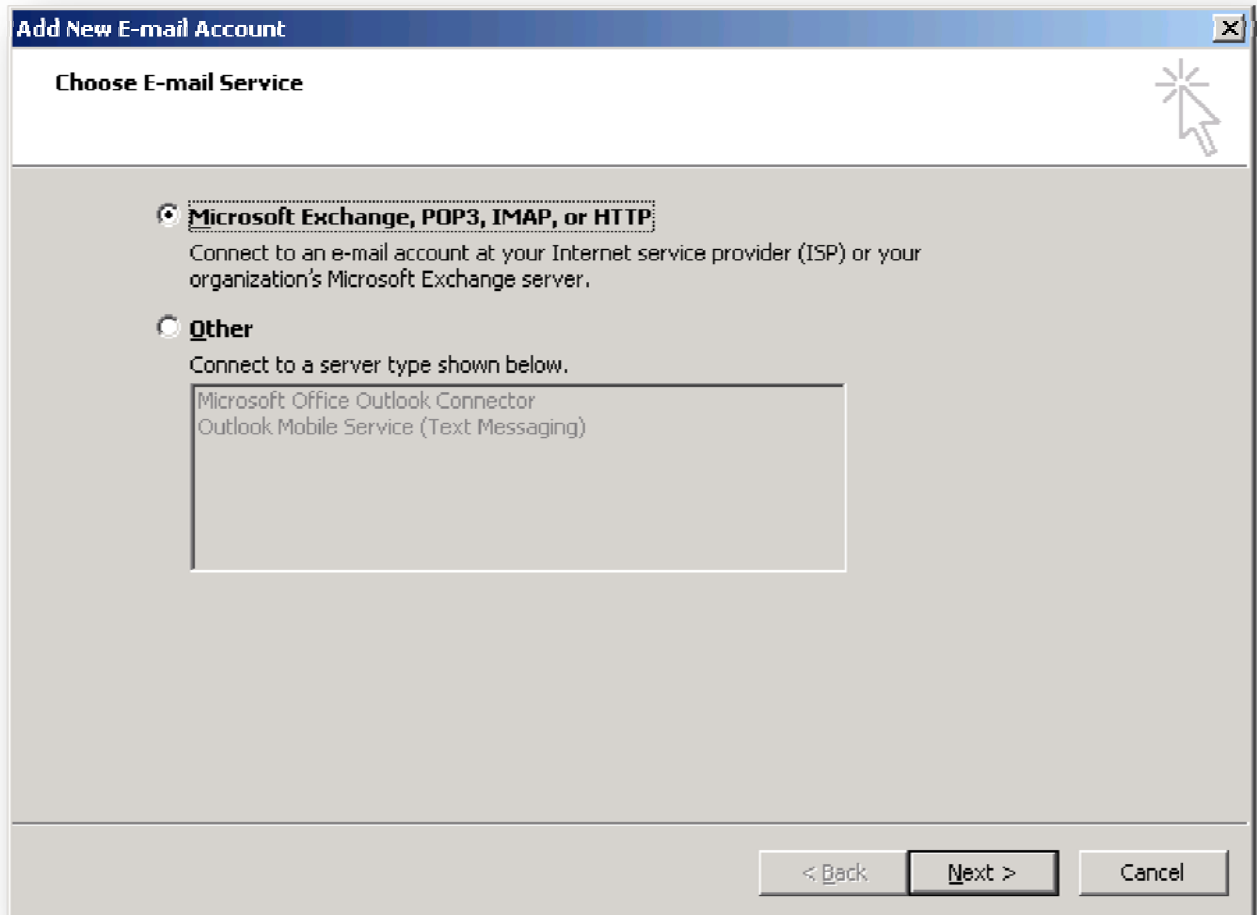 Add New E-mail Account
Choose E-mail Service
Microsoft Exchange, POP3, IMAP, or HTTP
Connect to an e-mail account at your Internet service provider (ISP) or your
organization's Microsoft Exchange server.
Other
Connect to a server type shown below.
Microsoft Office Outlook Connector
Outlook Mobile Service (Text Messaging)
< Back
Next >
Cancel